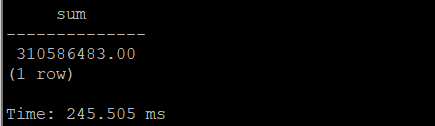 sum
--------------
310586483.00
(1 row)
Time: 245.505 ms